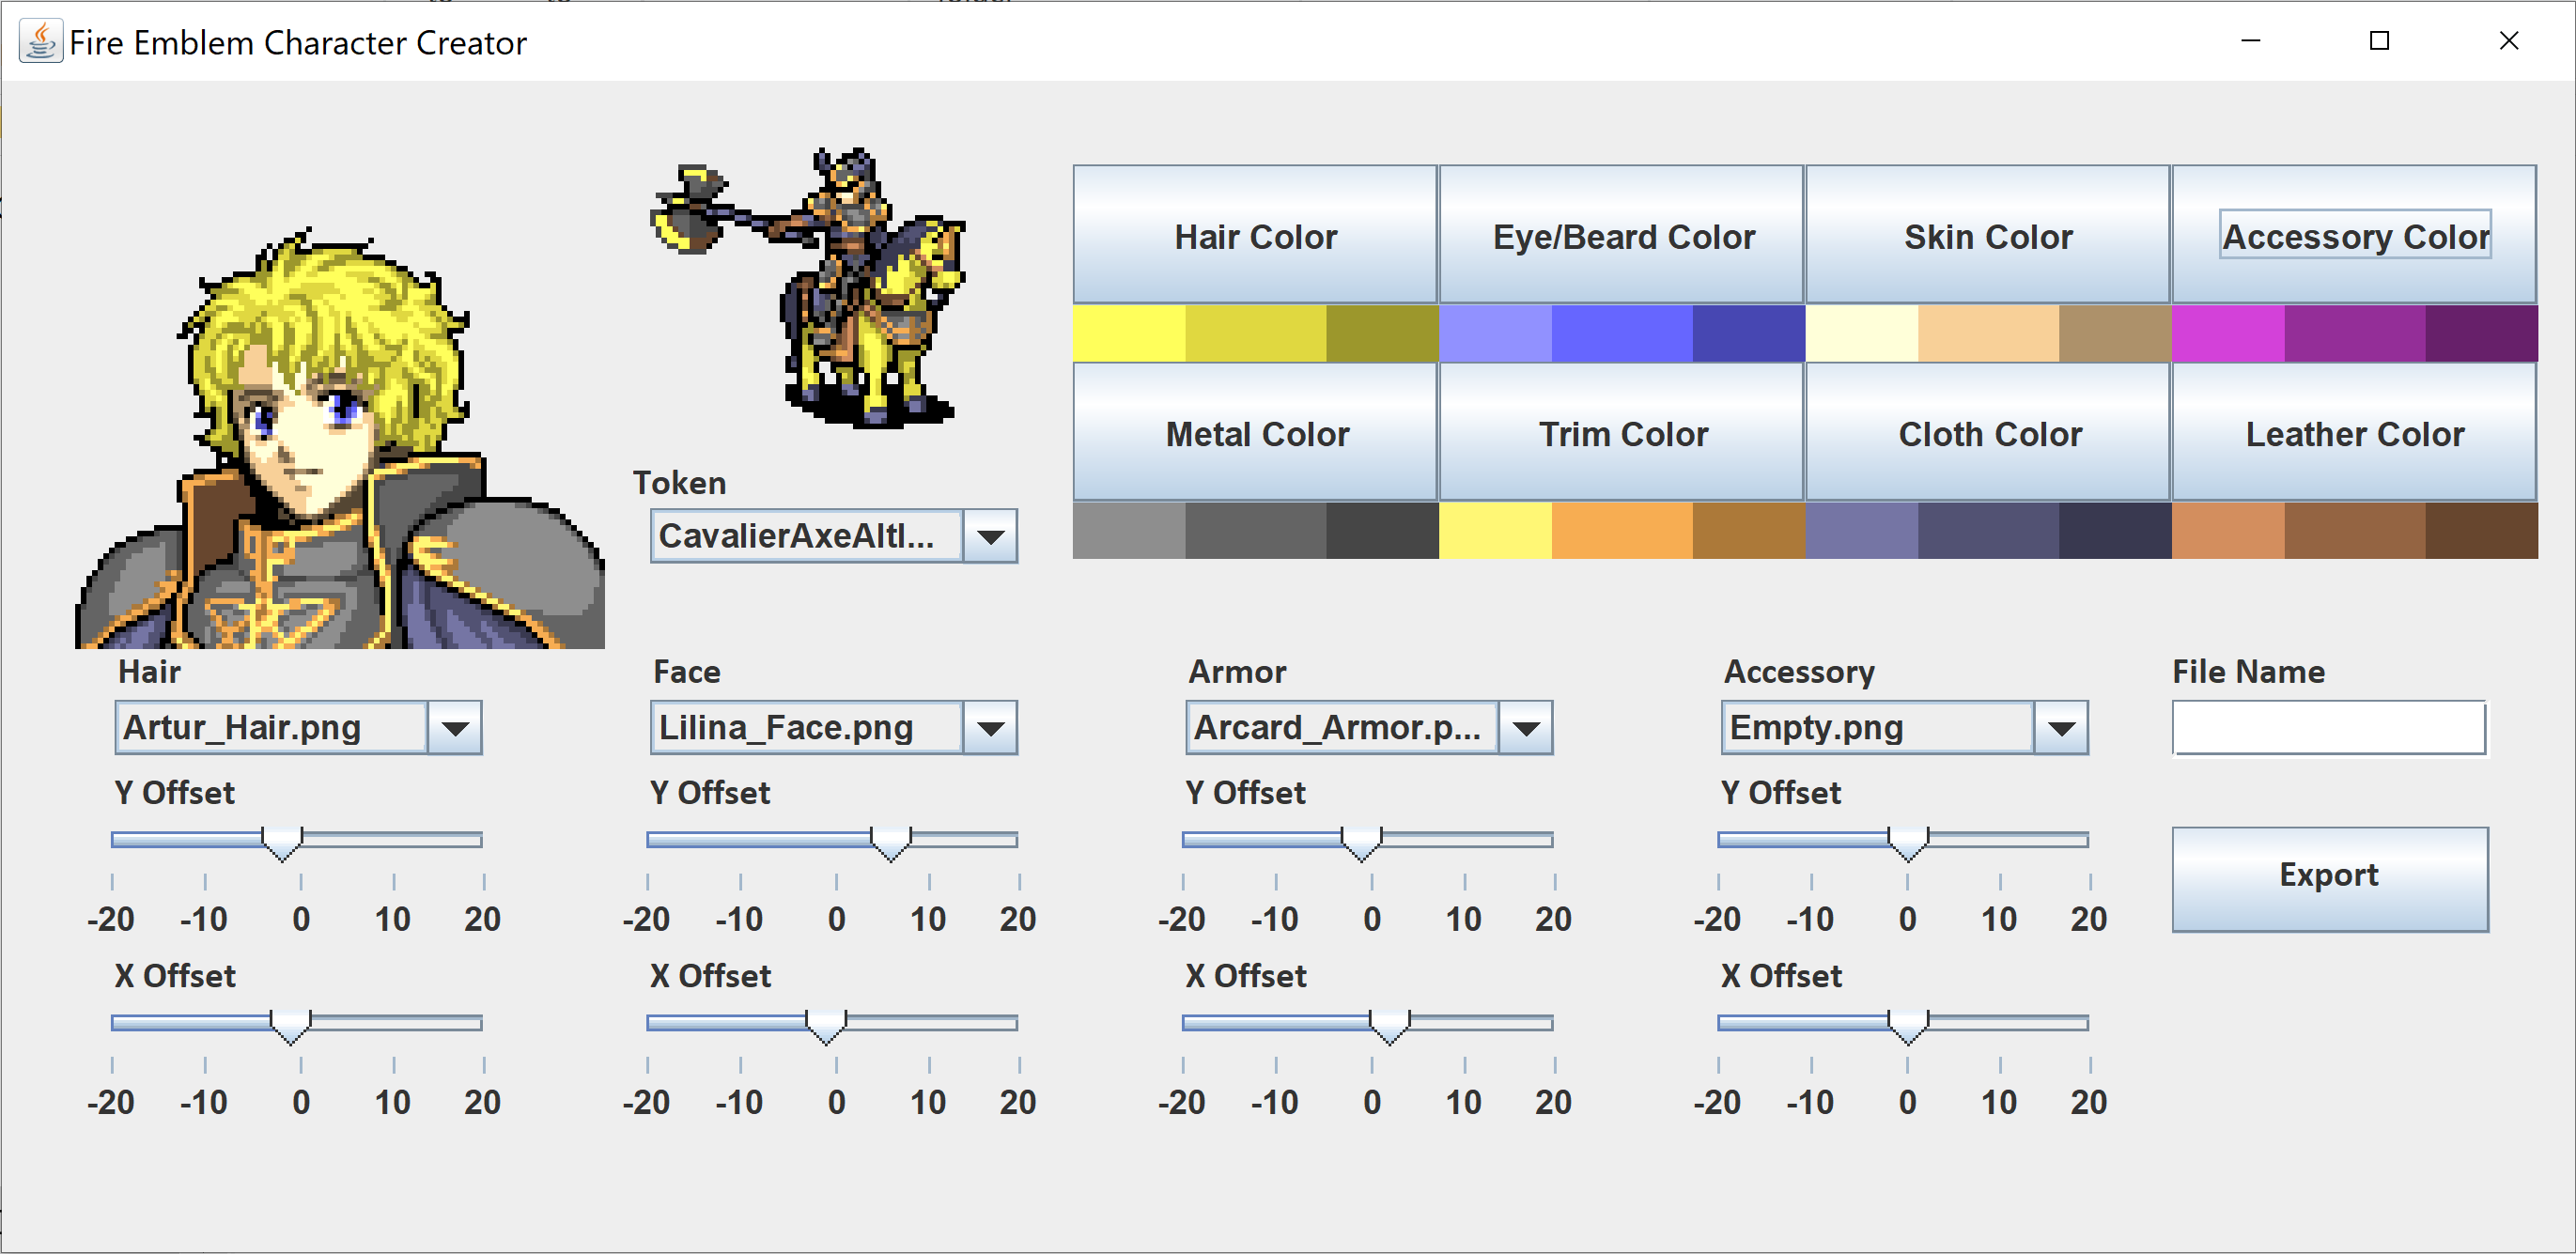 Fire Emblem Character Creator
Hair Color
Eye/Beard Color
Skin Color
Accessory Color
Metal Color
Trim Color
Cloth Color
Leather Color
Token
CavalierAxeAltI...
Hair
Face
Armor
Accessory
File Name
Artur_Hair.png
Lilina_Face.png
Arcard_Armor.p...
Empty.png
Y Offset
Y Offset
Y Offset
Y Offset
Export
-20 -10 0 10 20
-20 -10 0 10 20
-20 -10 0 10 20
-20 -10 0 10 20
X Offset
X Offset
X Offset
X Offset
-20 -10 0 10 20
-20 -10 0 10 20
-20 -10 0 10 20
-20 -10 0 10 20